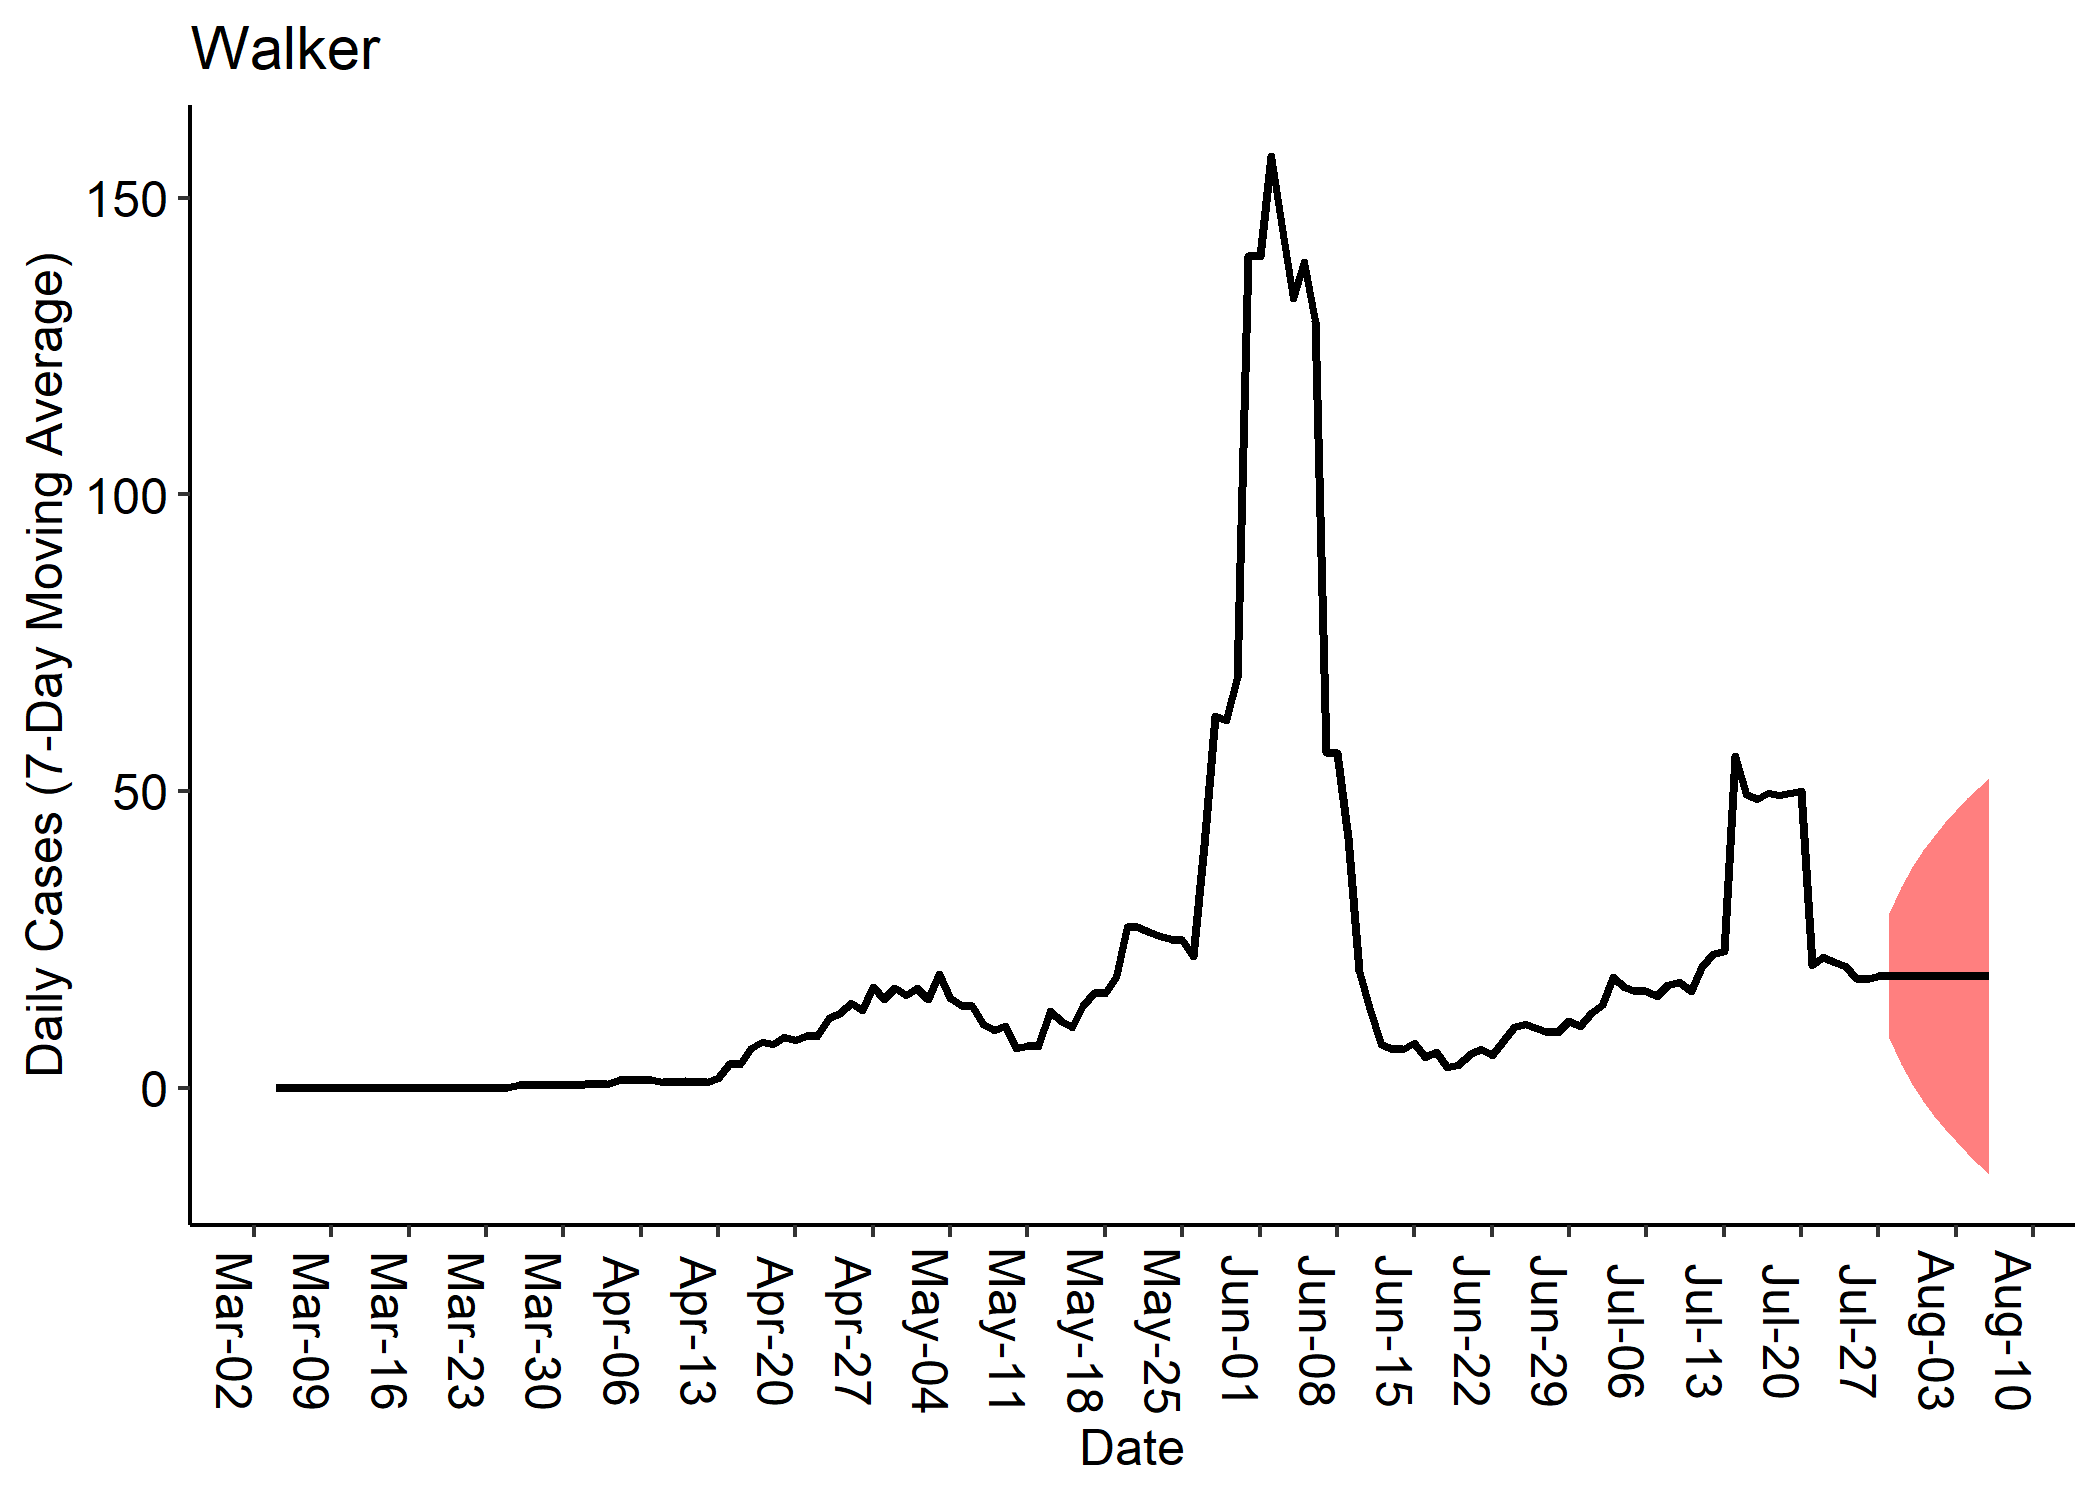 Walker
Daily Cases (7-Day Moving Average)
150
100
50
0
Mar-02
Mar-09
Mar-16
Mar-23
Mar-30
Apr-06
Apr-13
Apr-20
Apr-27
May-04
May-11
May-18
May-25
Jun-01
Jun-08
Jun-15
Jun-22
Jun-29
Jul-06
Jul-13
Jul-20
Jul-27
Aug-03
Aug-10
Date